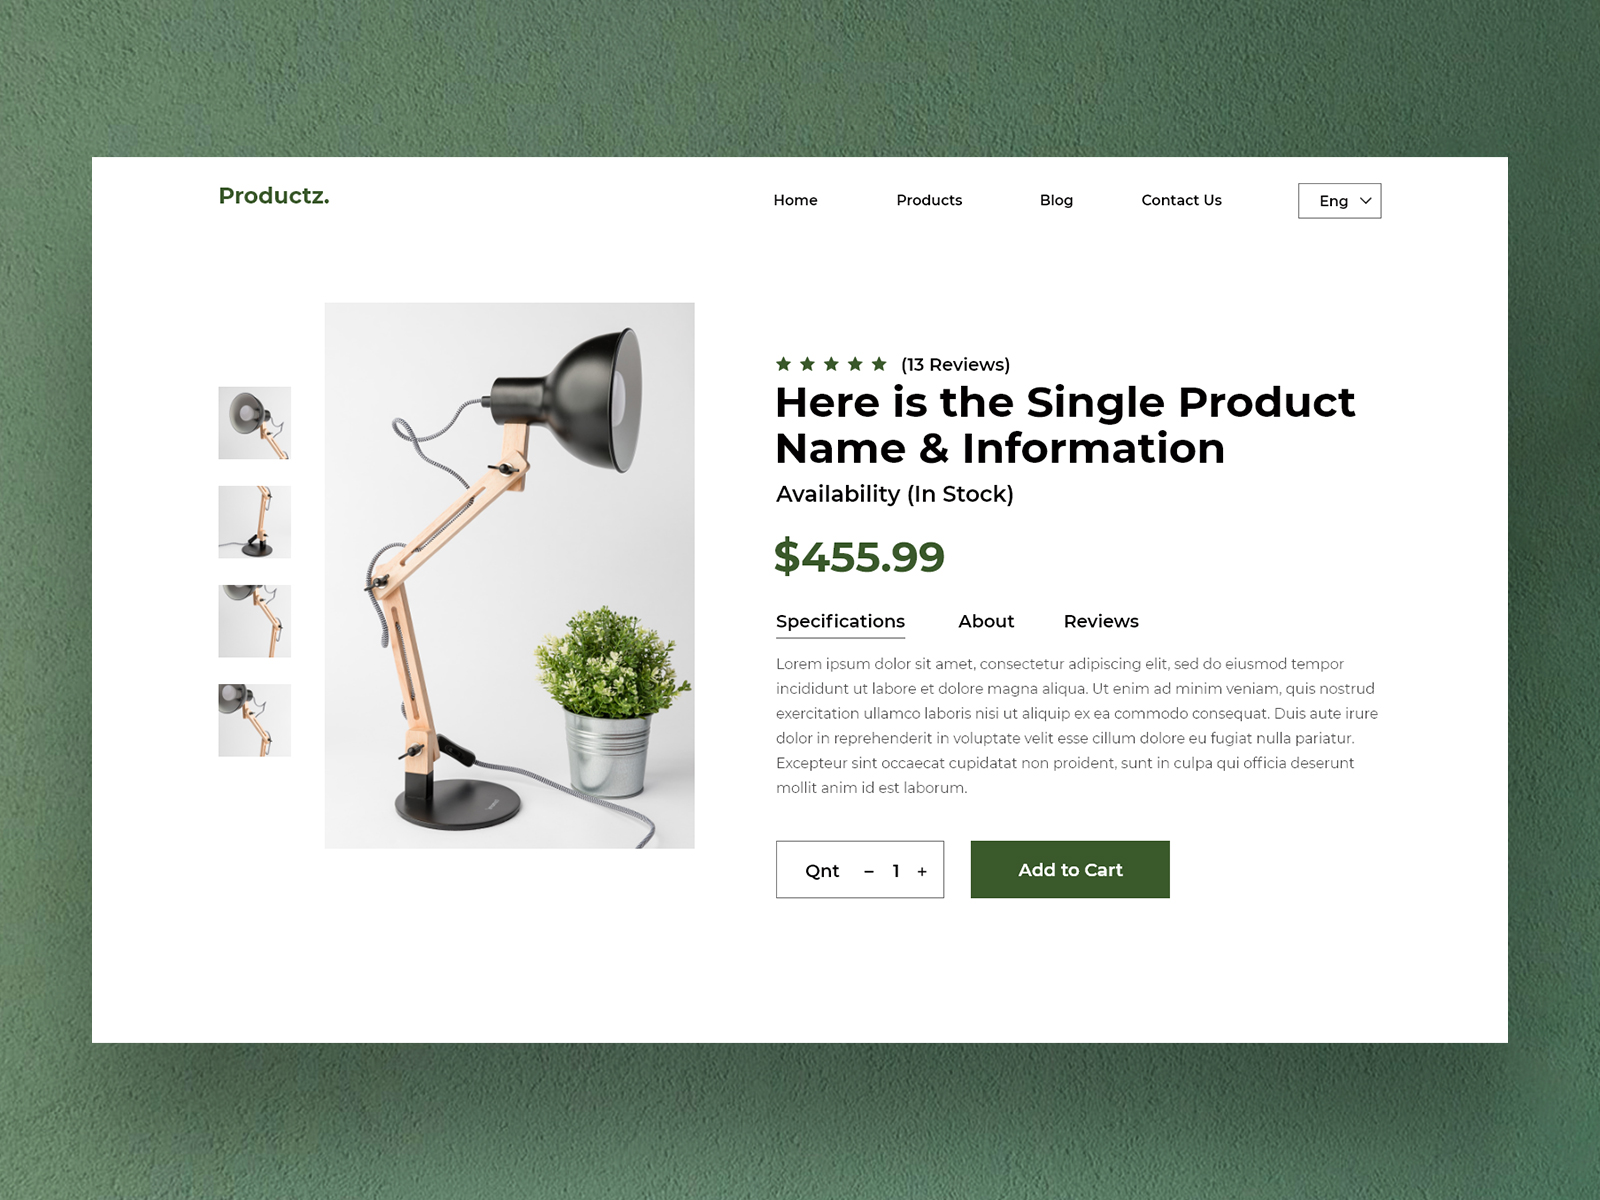 Productz.
Home Products Blog Contact Us Eng
(13 Reviews)
Here is the Single Product
Name & Information
Availability (In Stock)
$455.99
Specifications About Reviews
Lorem ipsum dolor sit amet, consectetur adipiscing elit, sed do eiusmod tempor
incididunt ut labore et dolore magna aliqua. Ut enim ad minim veniam, quis nostrud
exercitation ullamco laboris nisi ut aliquip ex ea commodo consequat. Duis aute irure
dolor in reprehenderit in voluptate velit esse cillum dolore eu fugiat nulla pariatur.
Excepteur sint occaecat cupidatat non proident, sunt in culpa qui officia deserunt
mollit anim id est laborum.
Qnt – 1 +
Add to Cart